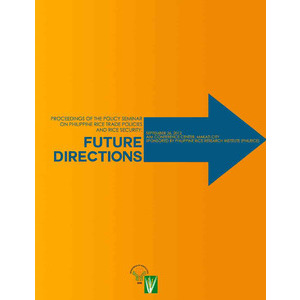 PROCEEDINGS OF THE POLICY SEMINAR
ON PHILIPPINE RICE TRADE POLICIES
AND RICE SECURITY:
FUTURE
DIRECTIONS
SEPTEMBER 26, 2013
AIM CONFERENCE CENTER, MAKATI CITY
SPONSORED BY PHILIPPINE RICE RESEARCH INSTITUTE (PHILRICE)